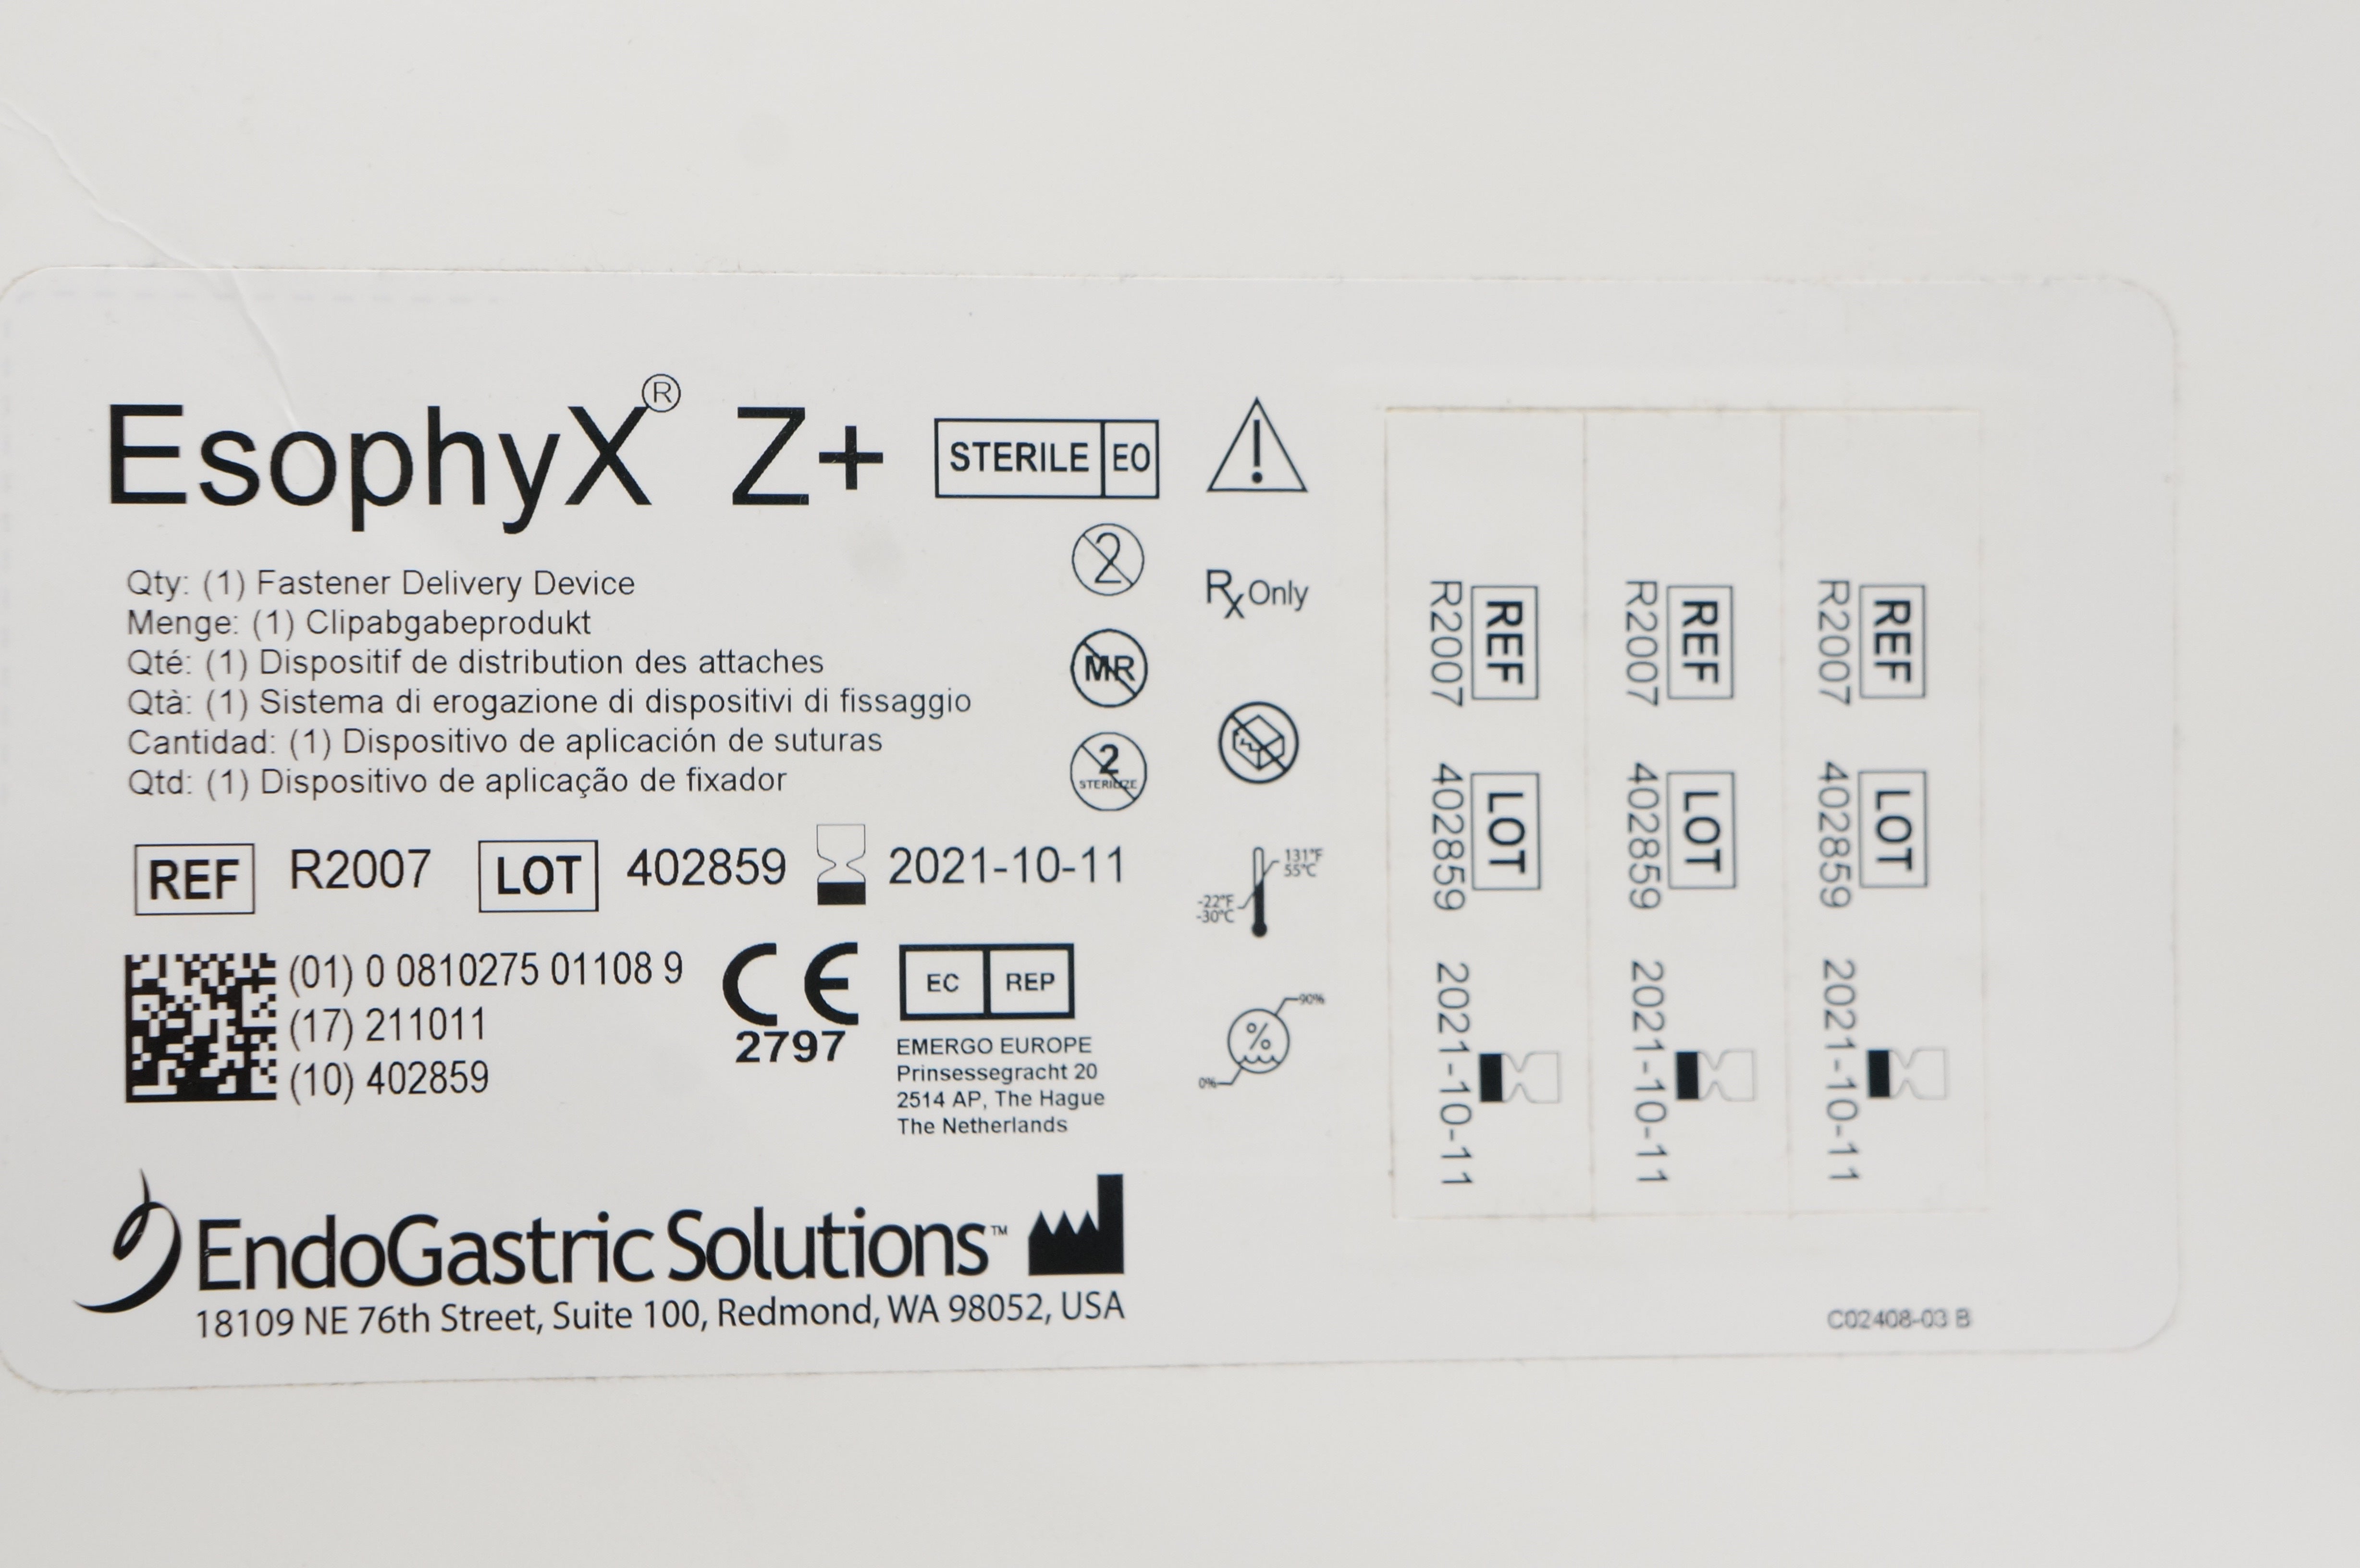 EsophyX® Z+
STERILE EO
2
Qty: (1) Fastener Delivery Device
Menge: (1) Clipabgabeprodukt
Qté: (1) Dispositif de distribution des attaches
Qtà: (1) Sistema di erogazione di dispositivi di fissaggio
Cantidad: (1) Dispositivo de aplicación de suturas
Qtd: (1) Dispositivo de aplicação de fixador
MR
2
STERILIZE
Rx Only
REF R2007 LOT 402859 2021-10-11
131°F
55°C
-22°F
-30°C
(01) 0 0810275 01108 9
(17) 211011
(10) 402859
CE
2797
EC REP
EMERGO EUROPE
Prinsessegracht 20
2514 AP, The Hague
The Netherlands
90%
%
0%
EndoGastric Solutions™
18109 NE 76th Street, Suite 100, Redmond, WA 98052, USA
REF LOT
R2007 402859 2021-10-11
REF LOT
R2007 402859 2021-10-11
REF LOT
R2007 402859 2021-10-11
C02408-03 B